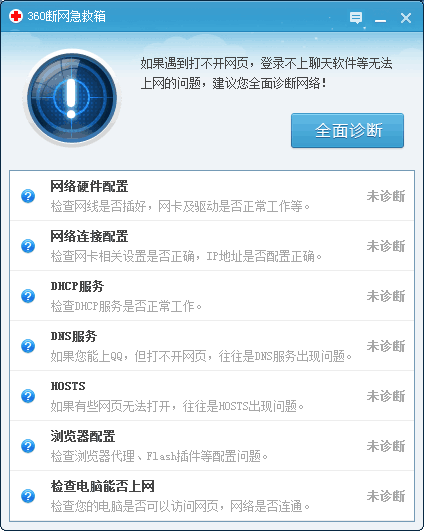 360断网急救箱
如果遇到打不开网页，登录不上聊天软件等无法
上网的问题，建议您全面诊断网络！
全面诊断
网络硬件配置
检查网线是否插好，网卡及驱动是否正常工作等。
未诊断
网络连接配置
检查网卡相关设置是否正确，IP地址是否配置正确。
未诊断
DHCP服务
检查DHCP服务是否正常工作。
未诊断
DNS服务
如果您能上QQ，但打不开网页，往往是DNS服务出现问题。
未诊断
HOSTS
如果有些网页无法打开，往往是HOSTS出现问题。
未诊断
浏览器配置
检查浏览器代理、Flash插件等配置问题。
未诊断
检查电脑能否上网
检查您的电脑是否可以访问网页，网络是否连通。
未诊断